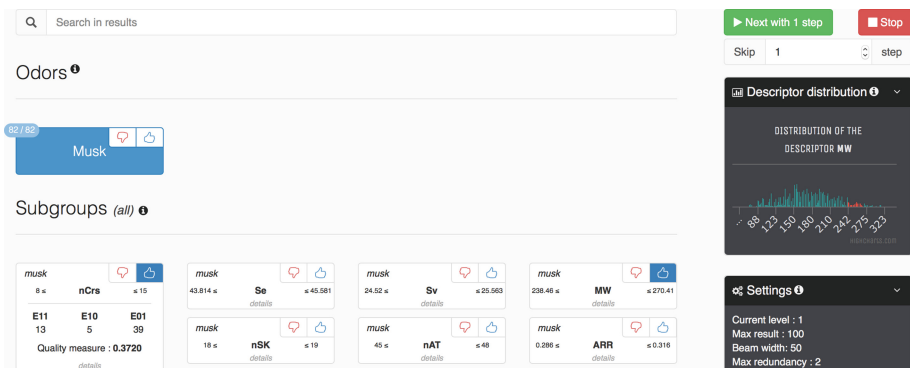 Search in results
Next with 1 step
Stop
Skip 1 step
Odors
82 / 82
Musk
Subgroups (all)
musk
8 ≤ nCrs ≤ 15
E11 E10 E01
13 5 39
Quality measure : 0.3720
details
musk
43.814 ≤ Se ≤ 45.581
details
musk
24.52 ≤ Sv ≤ 25.563
details
musk
238.46 ≤ MW ≤ 270.41
details
musk
18 ≤ nSK ≤ 19
details
musk
45 ≤ nAT ≤ 48
details
musk
0.286 ≤ ARR ≤ 0.316
details
Descriptor distribution
DISTRIBUTION OF THE
DESCRIPTOR MW
... 88 123 150 180 210 242 275 323
highcharts.com
Settings
Current level : 1
Max result : 100
Beam width: 50
Max redundancy : 2